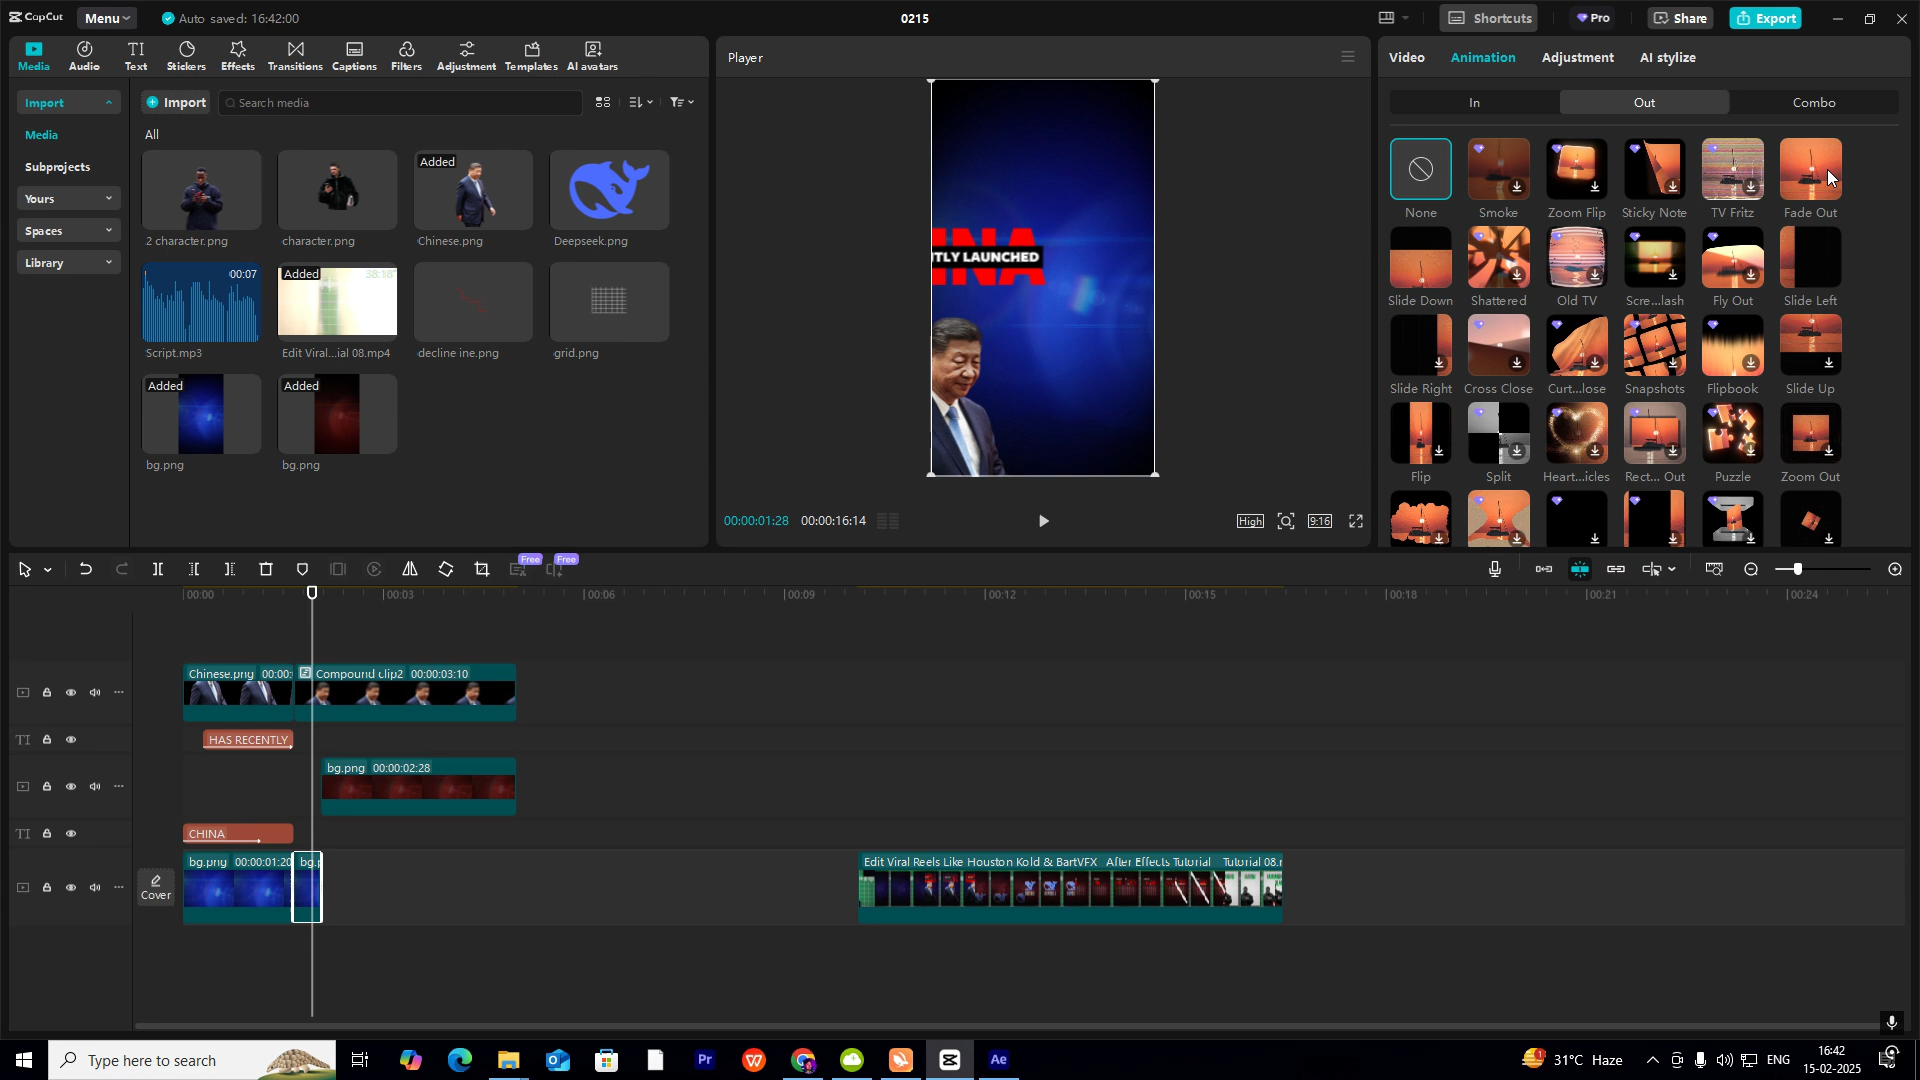 CapCut Menu Auto saved: 16:42:00 0215 Shortcuts Pro Share Export
Media Audio Text Stickers Effects Transitions Captions Filters Adjustment Templates AI avatars
Player
Video Animation Adjustment AI stylize
Import
Media
Subprojects
Yours
Spaces
Library
Import Search media
All
Added
2 character.png character.png Chinese.png Deepseek.png
00:07 Added 38:18
Script.mp3 Edit Viral...ial 08.mp4 decline ine.png grid.png
Added Added
bg.png bg.png
INA
TLY LAUNCHED
00:00:01:28 00:00:16:14 High 9:16
In Out Combo
None Smoke Zoom Flip Sticky Note TV Fritz Fade Out
Slide Down Shattered Old TV Scre...lash Fly Out Slide Left
Slide Right Cross Close Curt...lose Snapshots Flipbook Slide Up
Flip Split Heart...icles Rect... Out Puzzle Zoom Out
Free Free
00:00 00:03 00:06 00:09 00:12 00:15 00:18 00:21 00:24
Chinese.png 00:00: Compound clip2 00:00:03:10
TI HAS RECENTLY
bg.png 00:00:02:28
TI CHINA
Cover bg.png 00:00:01:20 bg.p Edit Viral Reels Like Houston Kold & BartVFX After Effects Tutorial Tutorial 08.m
Type here to search Pr Ae 31°C Haze ENG 16:42
15-02-2025